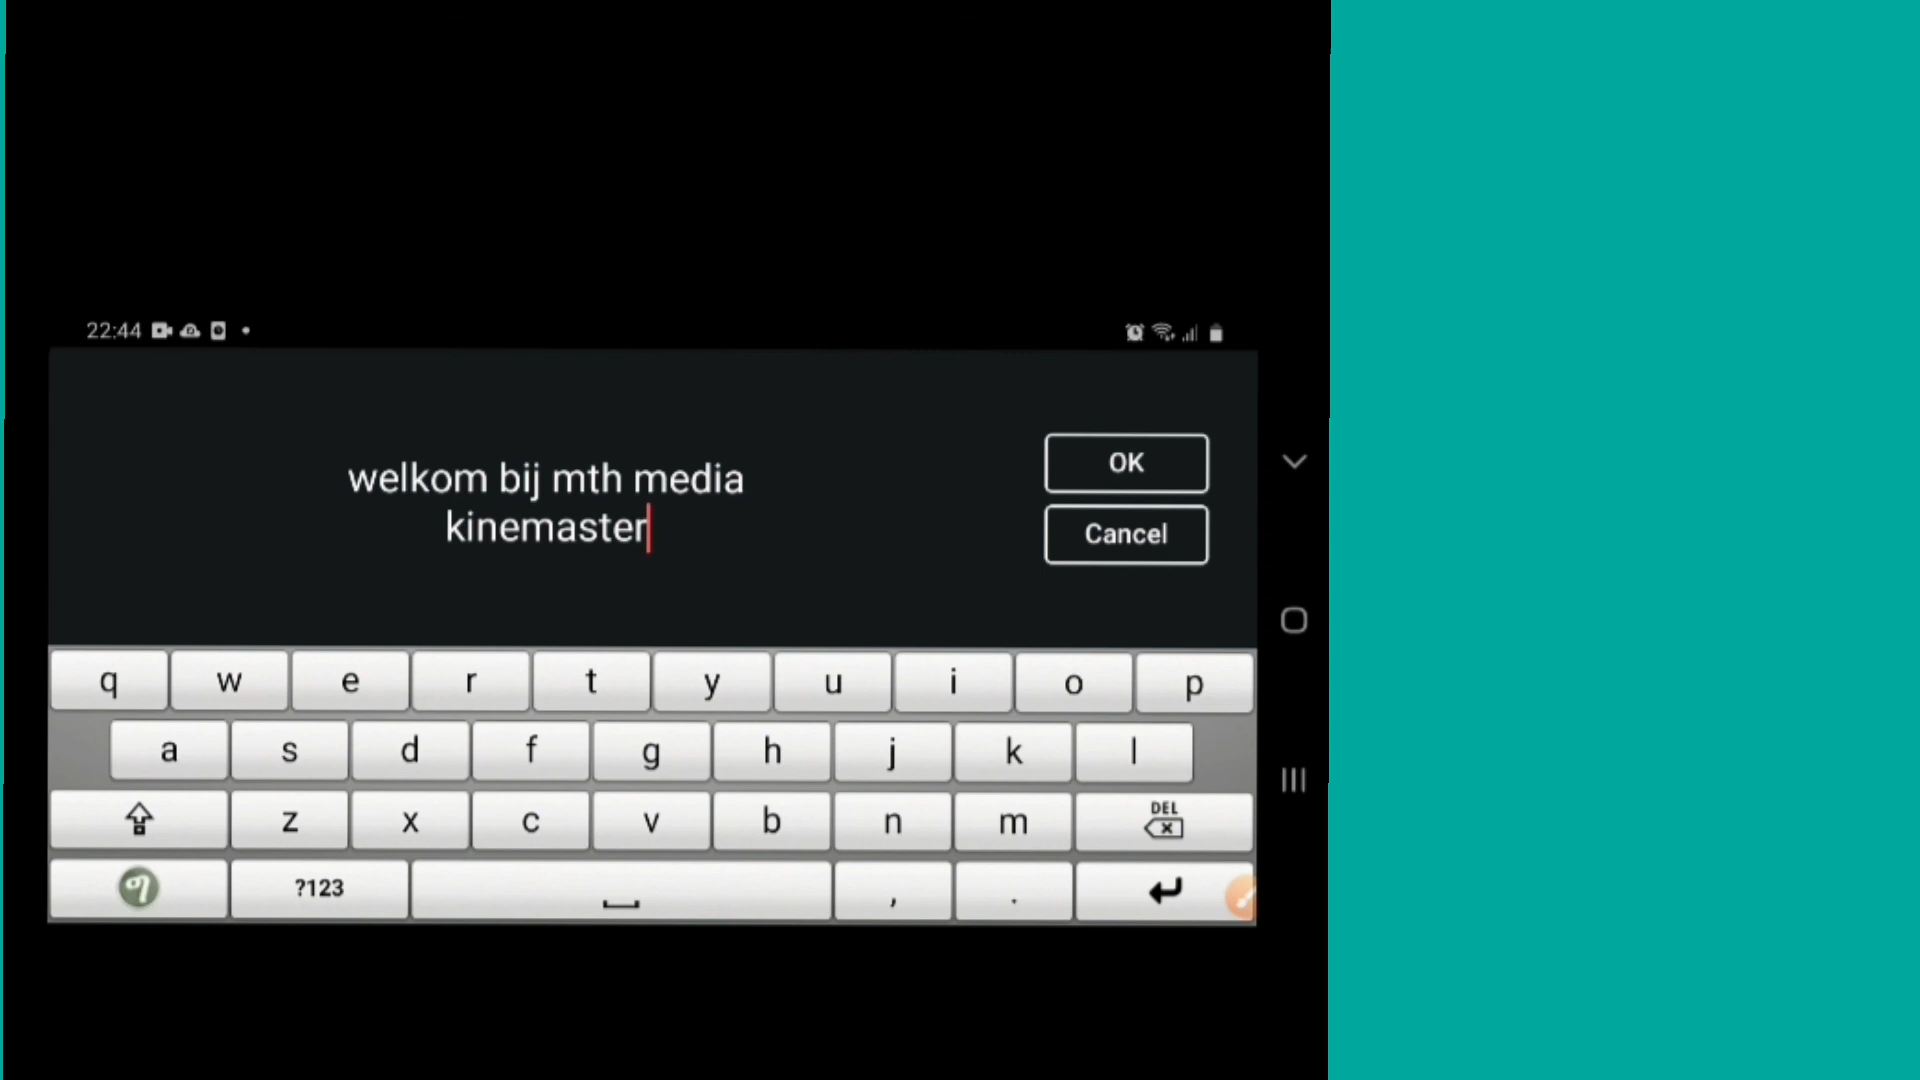 22:44
welkom bij mth media
kinemaster
OK
Cancel
q w e r t y u i o p
a s d f g h j k l
z x c v b n m DEL
?123 , .